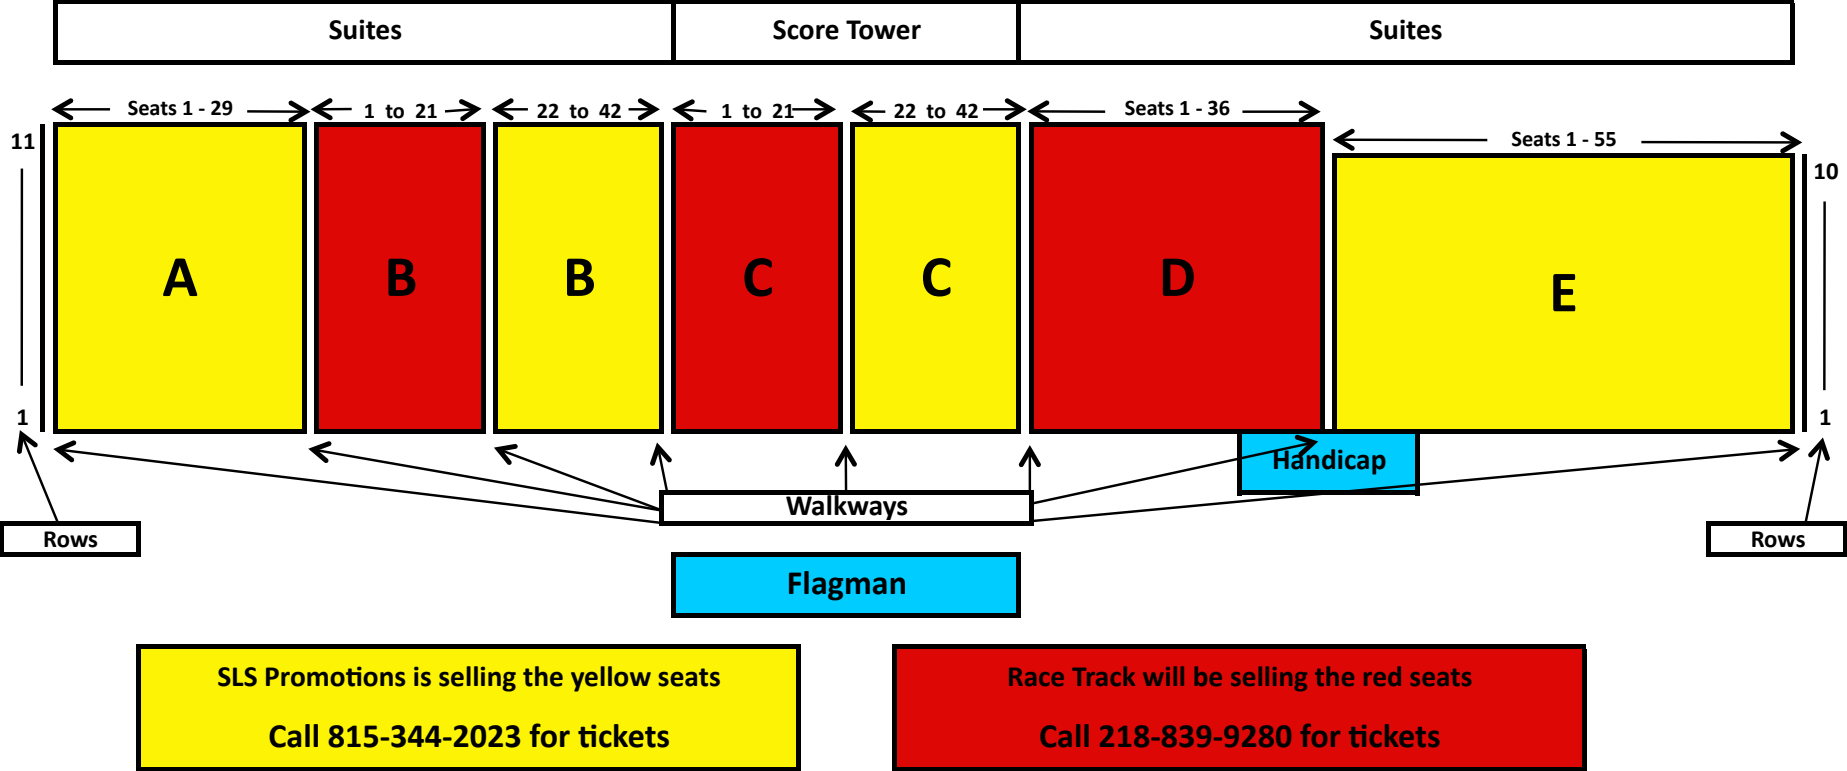 Suites
Score Tower
Suites
Seats 1 - 29
1 to 21
22 to 42
1 to 21
22 to 42
Seats 1 - 36
Seats 1 - 55
11
10
A
B
B
C
C
D
E
1
1
Handicap
Walkways
Rows
Rows
Flagman
SLS Promotions is selling the yellow seats
Call 815-344-2023 for tickets
Race Track will be selling the red seats
Call 218-839-9280 for tickets